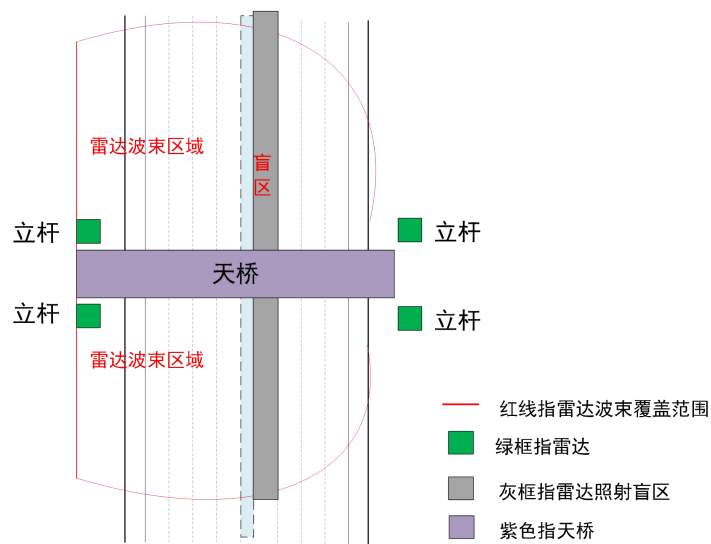 雷达波束区域
盲
区
立杆
立杆
天桥
立杆
立杆
雷达波束区域
红线指雷达波束覆盖范围
绿框指雷达
灰框指雷达照射盲区
紫色指天桥